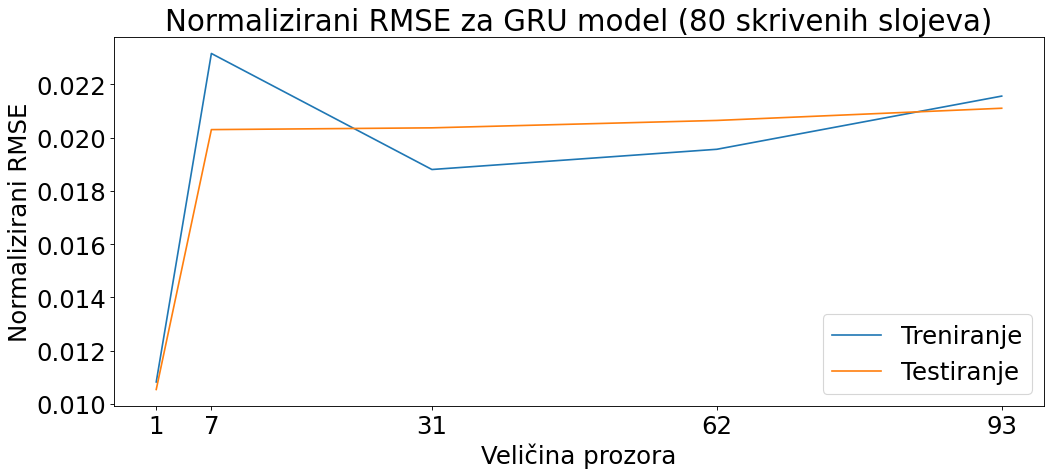 Normalizirani RMSE za GRU model (80 skrivenih slojeva)
Normalizirani RMSE
0.022
0.020
0.018
0.016
0.014
0.012
0.010
Treniranje
Testiranje
1 7 31 62 93
Veličina prozora